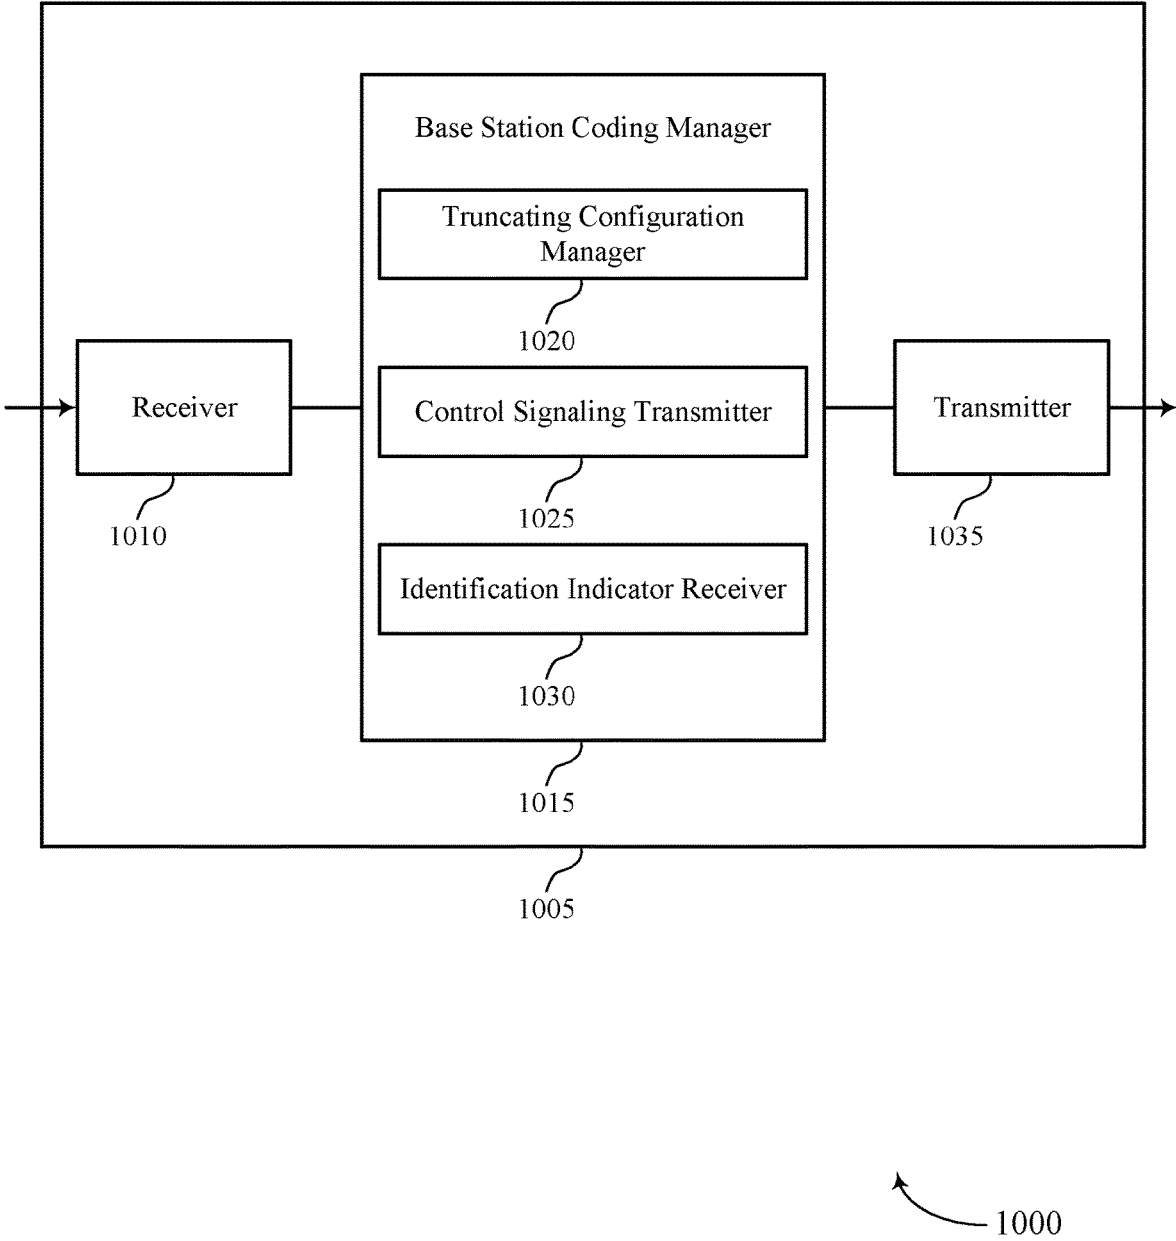 Base Station Coding Manager
Truncating Configuration
Manager
1020
Receiver
1010
Control Signaling Transmitter
1025
Transmitter
1035
Identification Indicator Receiver
1030
1015
1005
1000